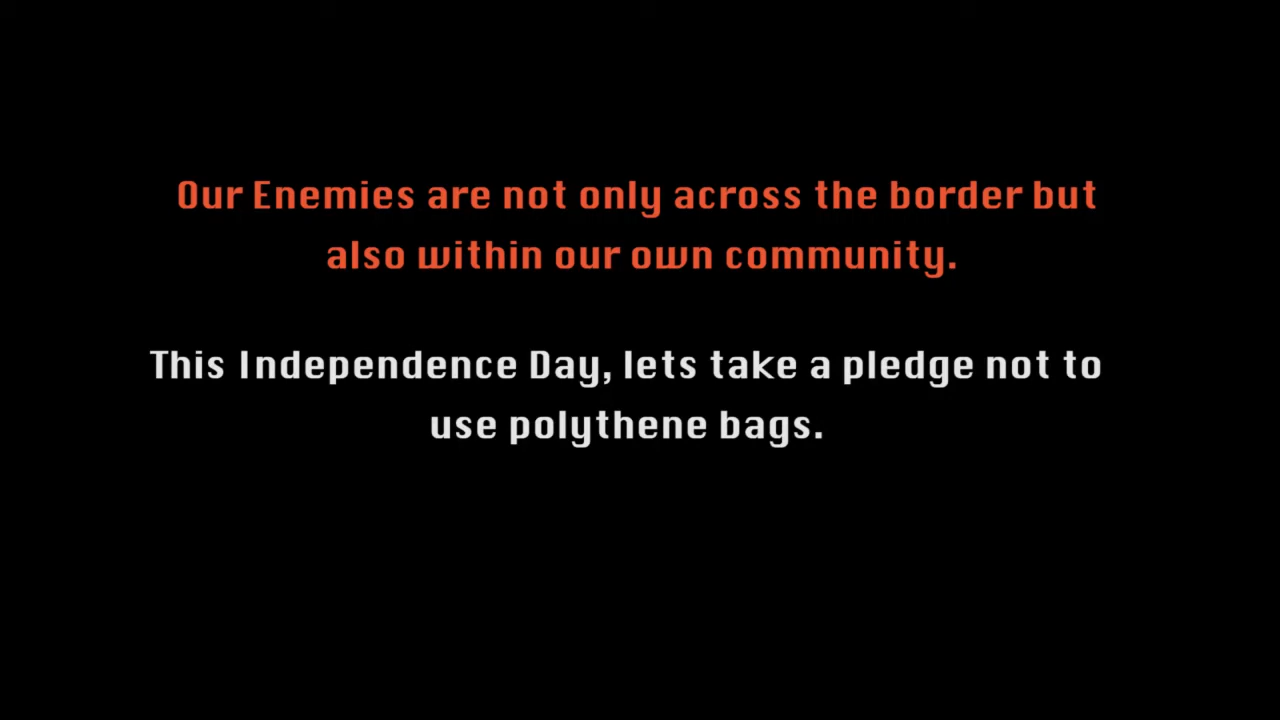 Our Enemies are not only across the border but
also within our own community.
This Independence Day, lets take a pledge not to
use polythene bags.